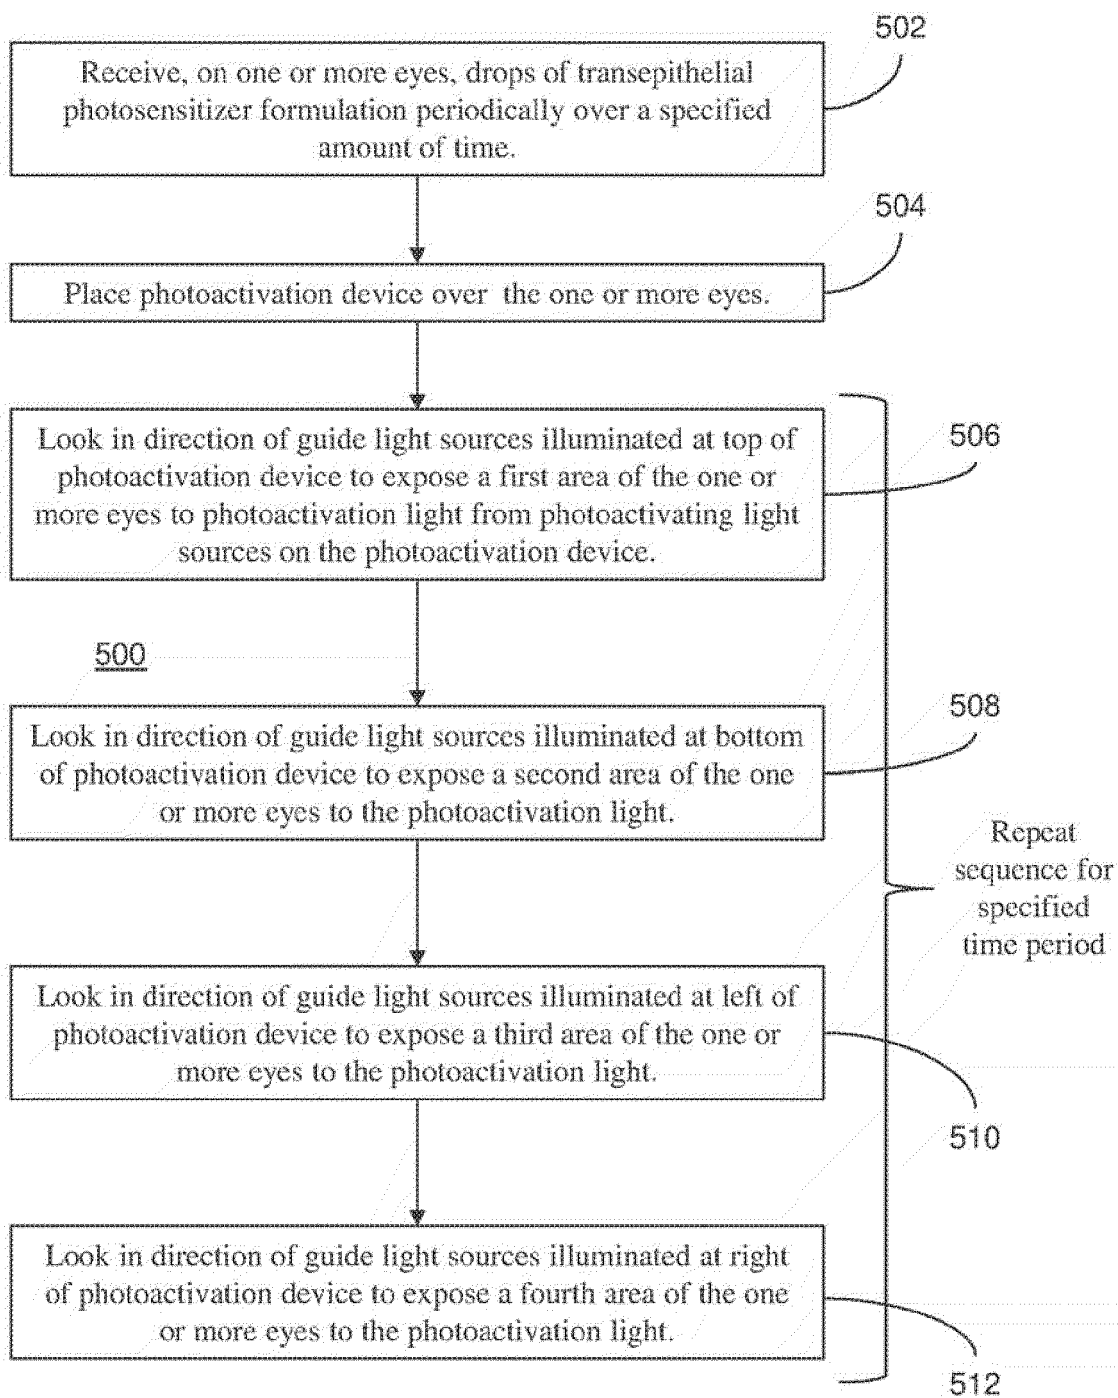 502
Receive, on one or more eyes, drops of transepithelial
photosensitizer formulation periodically over a specified
amount of time.
504
Place photoactivation device over the one or more eyes.
506
Look in direction of guide light sources illuminated at top of
photoactivation device to expose a first area of the one or
more eyes to photoactivation light from photoactivating light
sources on the photoactivation device.
500
508
Look in direction of guide light sources illuminated at bottom
of photoactivation device to expose a second area of the one
or more eyes to the photoactivation light.
Repeat
sequence for
specified
time period
Look in direction of guide light sources illuminated at left of
photoactivation device to expose a third area of the one or
more eyes to the photoactivation light.
510
Look in direction of guide light sources illuminated at right
of photoactivation device to expose a fourth area of the one
or more eyes to the photoactivation light.
512